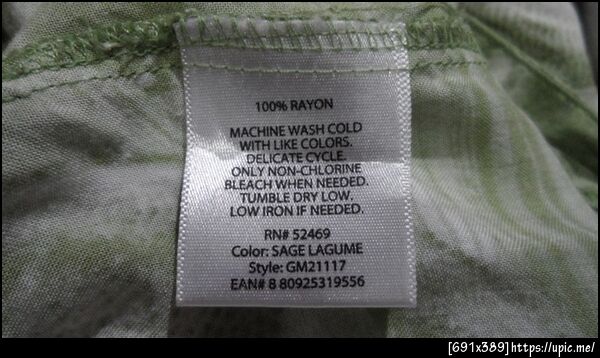 100% RAYON
MACHINE WASH COLD
WITH LIKE COLORS.
DELICATE CYCLE.
ONLY NON-CHLORINE
BLEACH WHEN NEEDED.
TUMBLE DRY LOW.
LOW IRON IF NEEDED.
RN# 52469
Color: SAGE LAGUME
Style: GM21117
EAN# 8 80925319556
[691x389]https://upic.me/